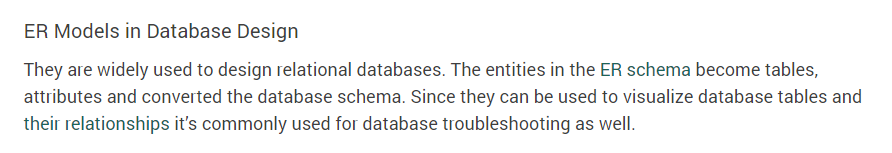 ER Models in Database Design
They are widely used to design relational databases. The entities in the ER schema become tables,
attributes and converted the database schema. Since they can be used to visualize database tables and
their relationships it’s commonly used for database troubleshooting as well.